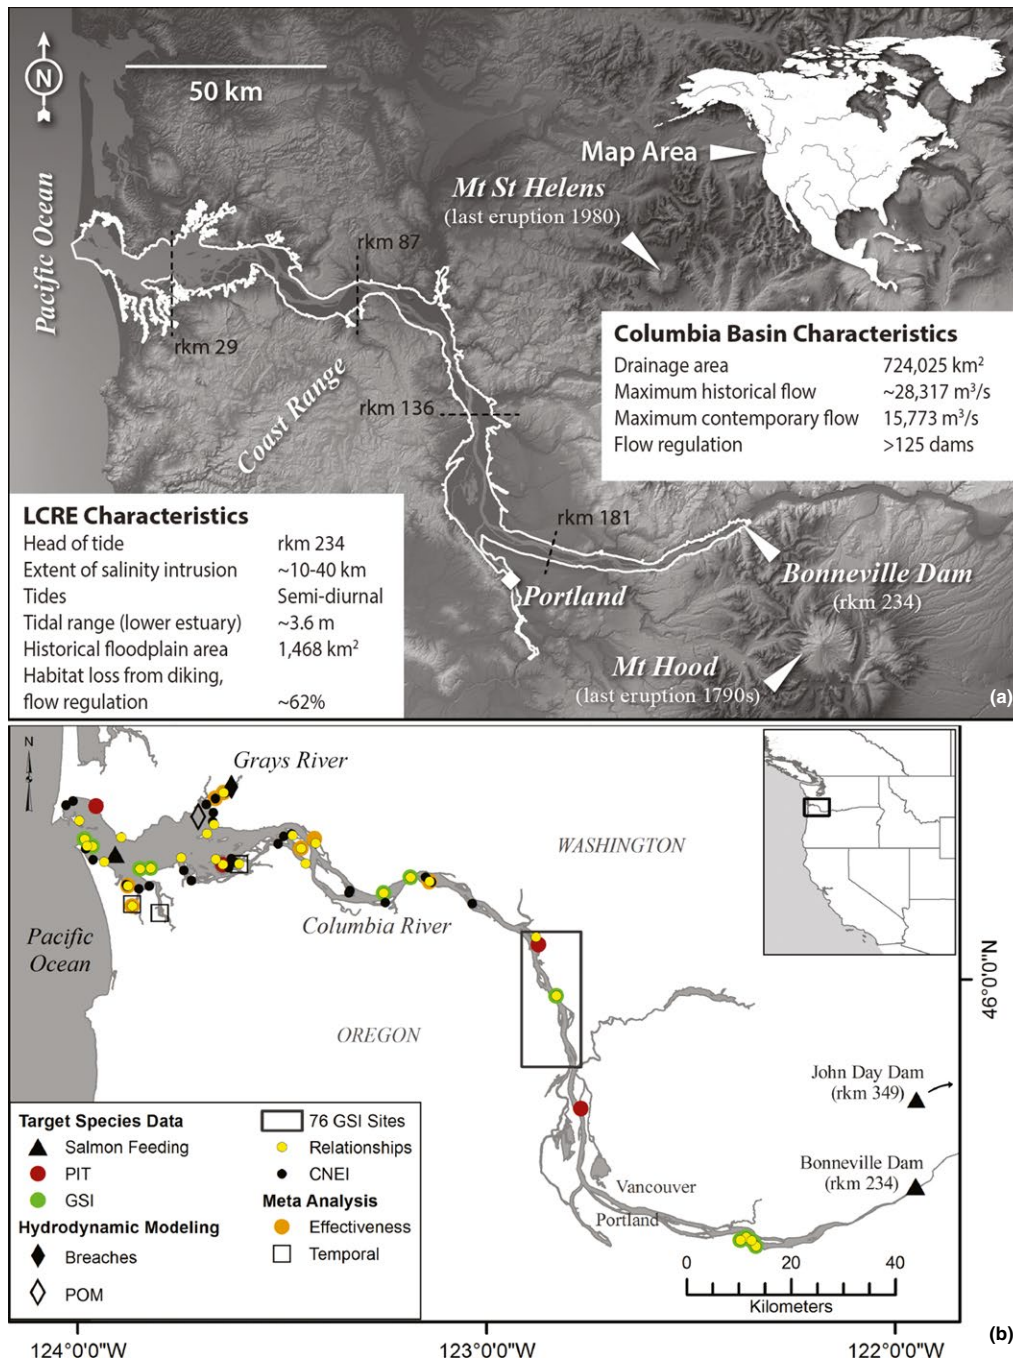 N
50 km
Map Area
Mt St Helens
(last eruption 1980)
Pacific Ocean
rkm 87
rkm 29
Coast Range
rkm 136
Columbia Basin Characteristics
Drainage area 724,025 km²
Maximum historical flow ~28,317 m³/s
Maximum contemporary flow 15,773 m³/s
Flow regulation >125 dams
rkm 181
LCRE Characteristics
Head of tide rkm 234
Extent of salinity intrusion ~10-40 km
Tides Semi-diurnal
Tidal range (lower estuary) ~3.6 m
Historical floodplain area 1,468 km²
Habitat loss from diking,
flow regulation ~62%
Portland
Bonneville Dam
(rkm 234)
Mt Hood
(last eruption 1790s)
(a)
N
Grays River
WASHINGTON
Columbia River
Pacific
Ocean
OREGON
46°0'0"N
John Day Dam
(rkm 349)
Bonneville Dam
(rkm 234)
Vancouver
Portland
Target Species Data
Salmon Feeding
PIT
GSI
Hydrodynamic Modeling
Breaches
POM
76 GSI Sites
Relationships
CNEI
Meta Analysis
Effectiveness
Temporal
0 20 40
Kilometers
(b)
124°0'0"W 123°0'0"W 122°0'0"W